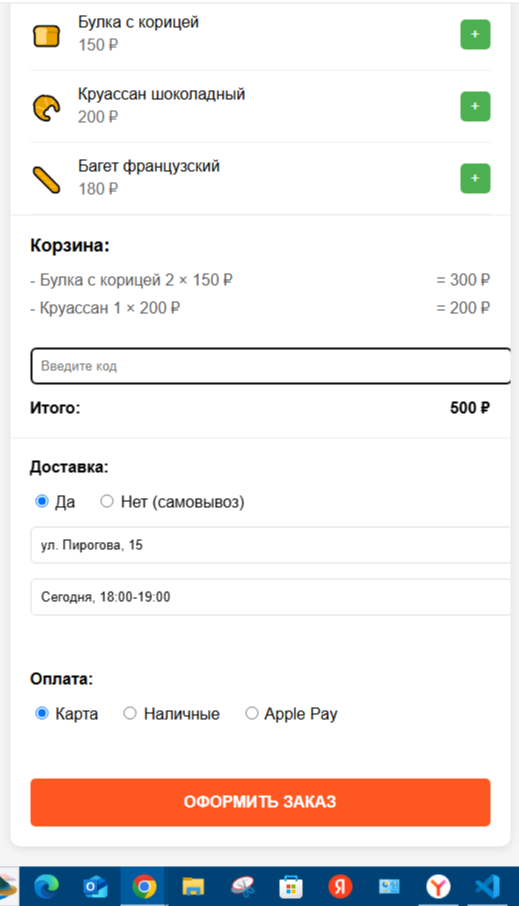 Булка с корицей
150 ₽
+
Круассан шоколадный
200 ₽
+
Багет французский
180 ₽
+
Корзина:
- Булка с корицей 2 × 150 ₽ = 300 ₽
- Круассан 1 × 200 ₽ = 200 ₽
Введите код
Итого: 500 ₽
Доставка:
Да Нет (самовывоз)
ул. Пирогова, 15
Сегодня, 18:00-19:00
Оплата:
Карта Наличные Apple Pay
ОФОРМИТЬ ЗАКАЗ
Я Y